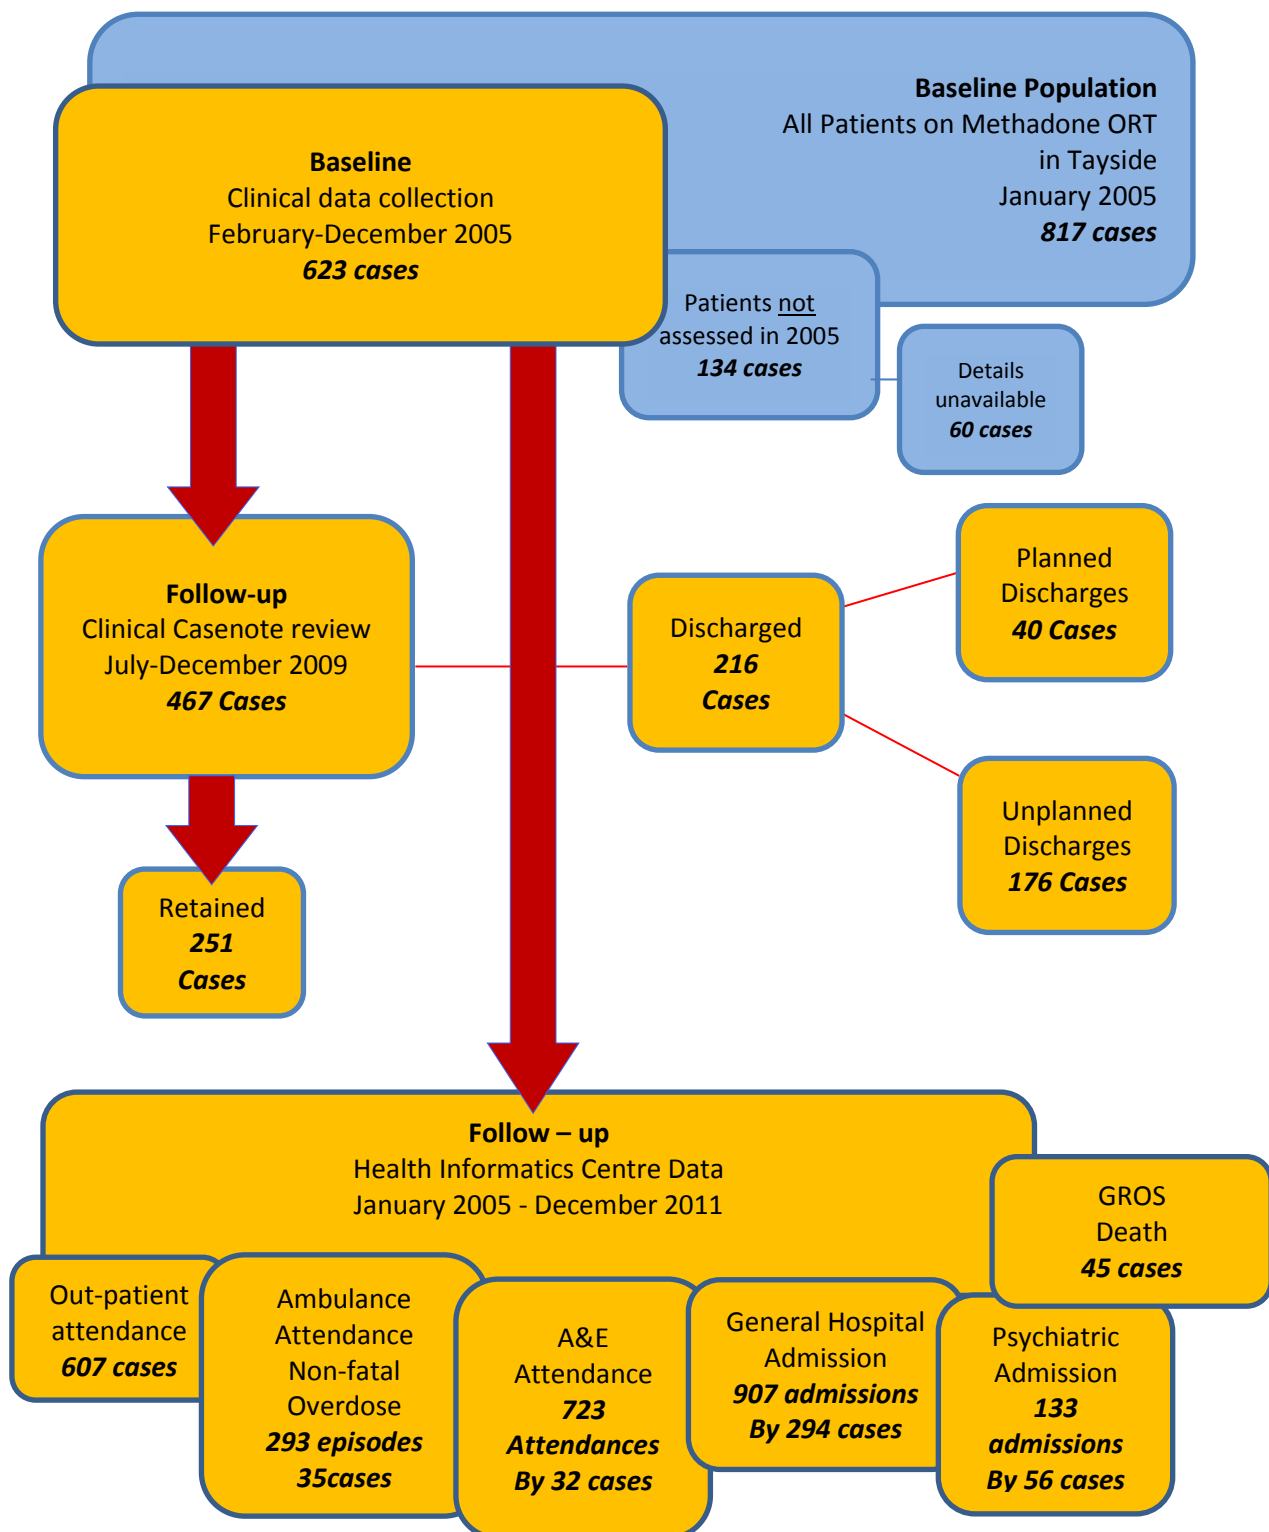 Baseline Population
All Patients on Methadone ORT
in Tayside
January 2005
817 cases
Baseline
Clinical data collection
February-December 2005
623 cases
Patients not
assessed in 2005
134 cases
Details
unavailable
60 cases
Follow-up
Clinical Casenote review
July-December 2009
467 Cases
Discharged
216
Cases
Planned
Discharges
40 Cases
Unplanned
Discharges
176 Cases
Retained
251
Cases
Follow – up
Health Informatics Centre Data
January 2005 - December 2011
GROS
Death
45 cases
Out-patient
attendance
607 cases
Ambulance
Attendance
Non-fatal
Overdose
293 episodes
35cases
A&E
Attendance
723
Attendances
By 32 cases
General Hospital
Admission
907 admissions
By 294 cases
Psychiatric
Admission
133
admissions
By 56 cases